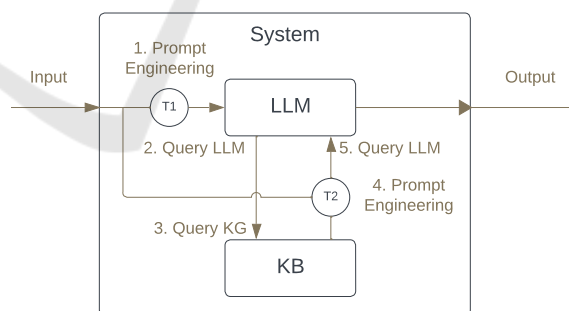 System
1. Prompt
Engineering
Input
Output
T1
LLM
2. Query LLM
5. Query LLM
T2
4. Prompt
Engineering
3. Query KG
KB